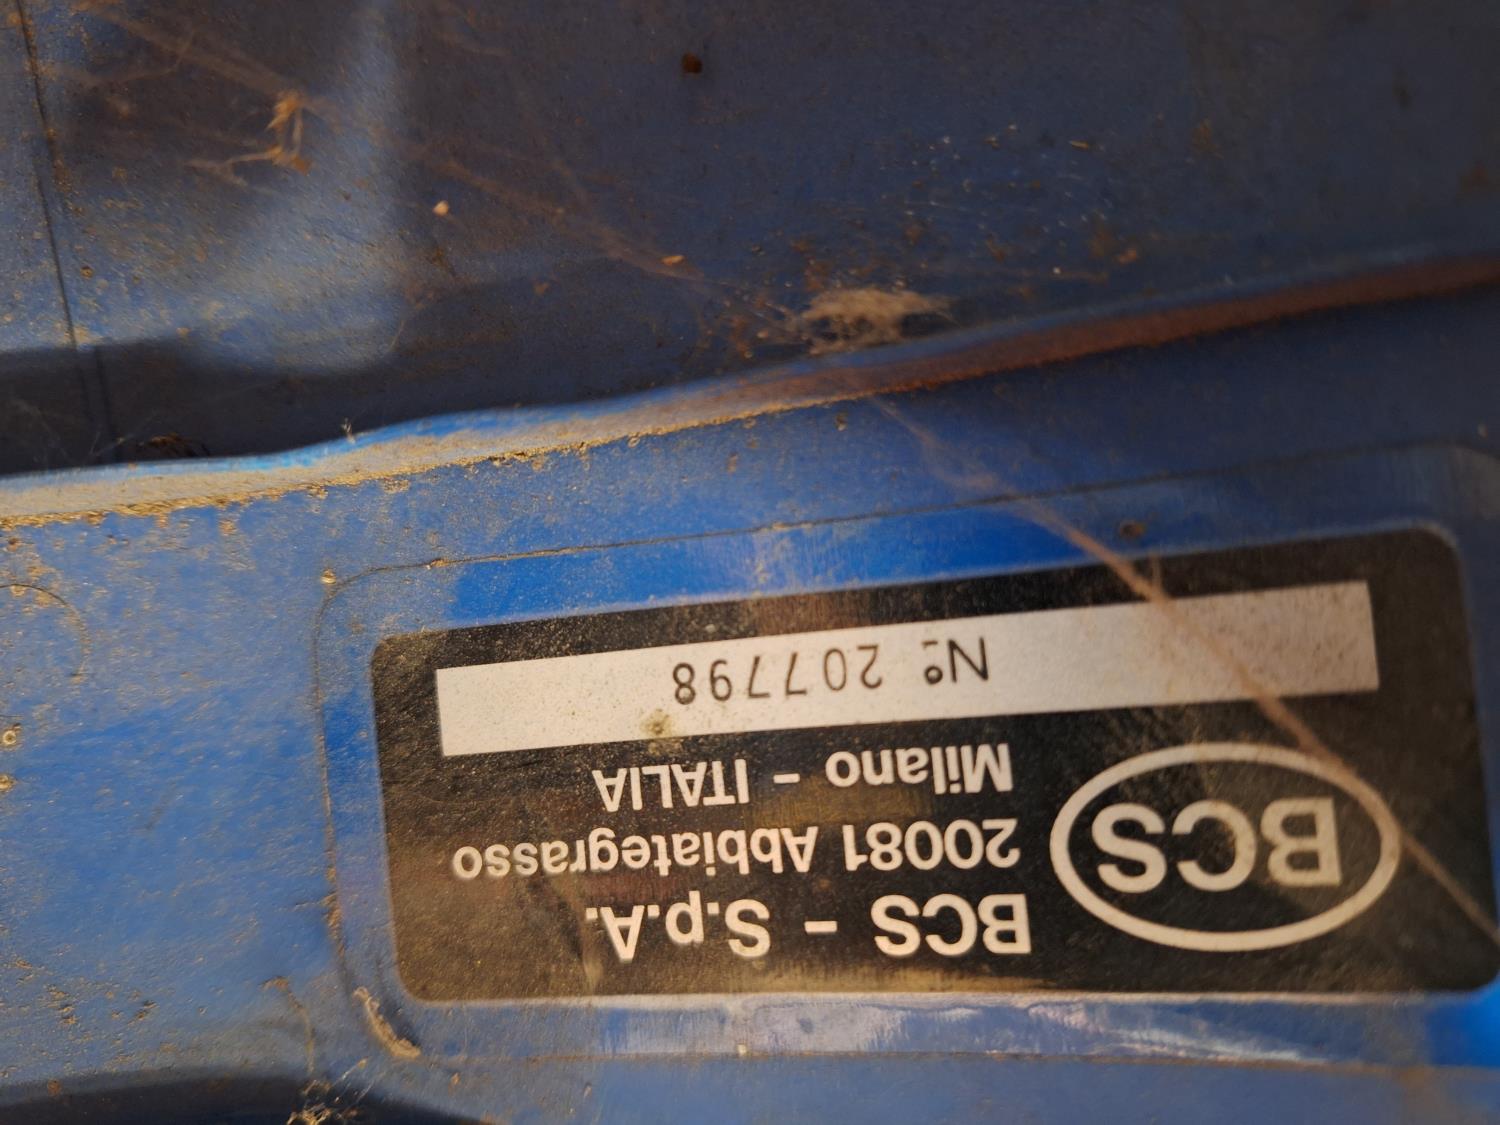 BCS
BCS - S.p.A.
20081 Abbiategrasso
Milano - ITALIA
Nº 207798